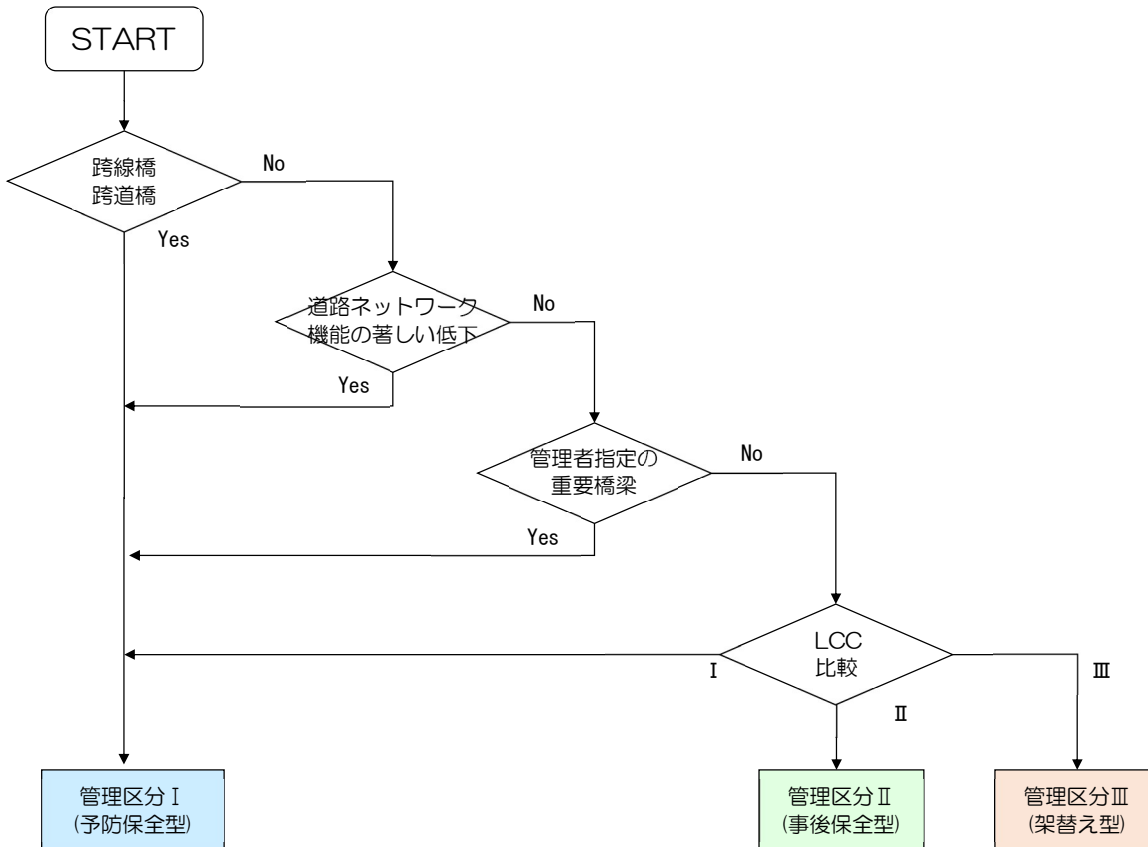 START
跨線橋
跨道橋
No
Yes
道路ネットワーク
機能の著しい低下
No
Yes
管理者指定の
重要橋梁
No
Yes
LCC
比較
Ⅰ
Ⅱ
Ⅲ
管理区分Ⅰ
(予防保全型)
管理区分Ⅱ
(事後保全型)
管理区分Ⅲ
(架替え型)